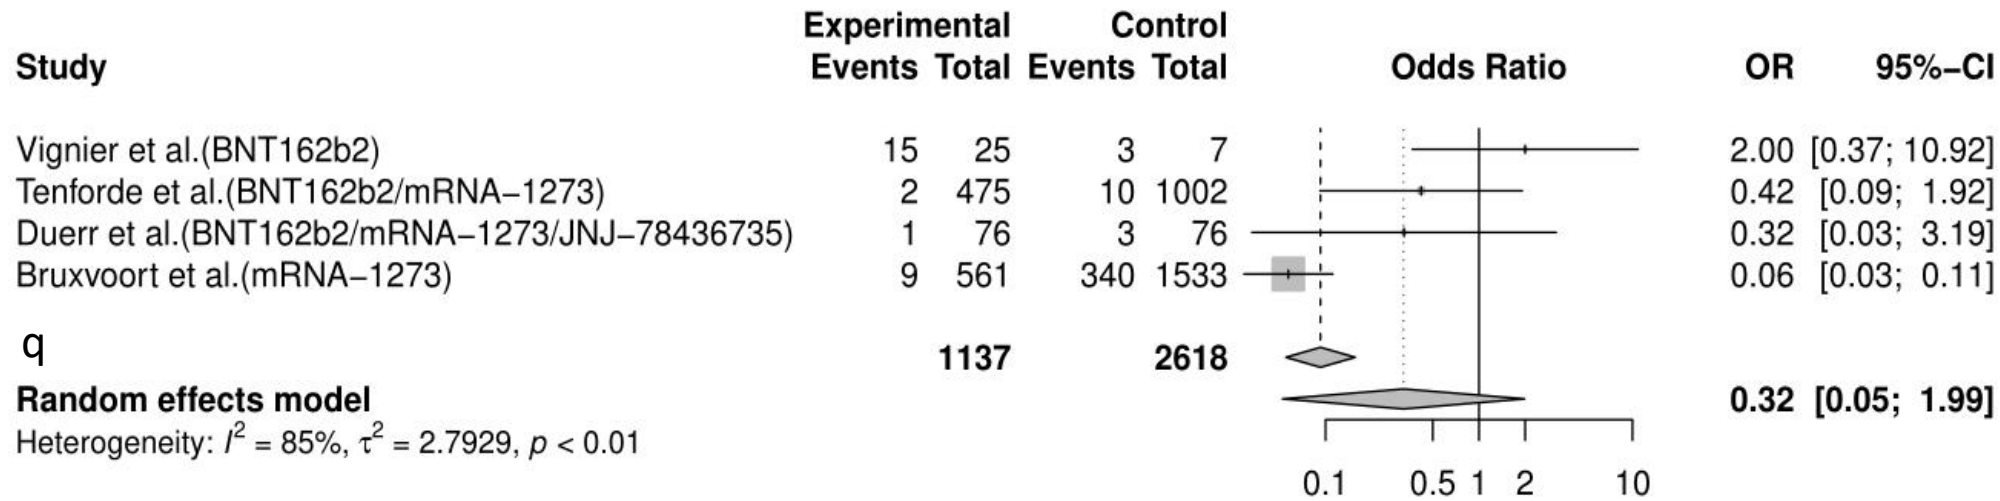 Experimental Control
Study Events Total Events Total Odds Ratio OR 95%−CI
Vignier et al.(BNT162b2) 15 25 3 7 2.00 [0.37; 10.92]
Tenforde et al.(BNT162b2/mRNA−1273) 2 475 10 1002 0.42 [0.09; 1.92]
Duerr et al.(BNT162b2/mRNA−1273/JNJ−78436735) 1 76 3 76 0.32 [0.03; 3.19]
Bruxvoort et al.(mRNA−1273) 9 561 340 1533 0.06 [0.03; 0.11]
q 1137 2618
Random effects model 0.32 [0.05; 1.99]
Heterogeneity: I² = 85%, τ² = 2.7929, p < 0.01
0.1 0.5 1 2 10